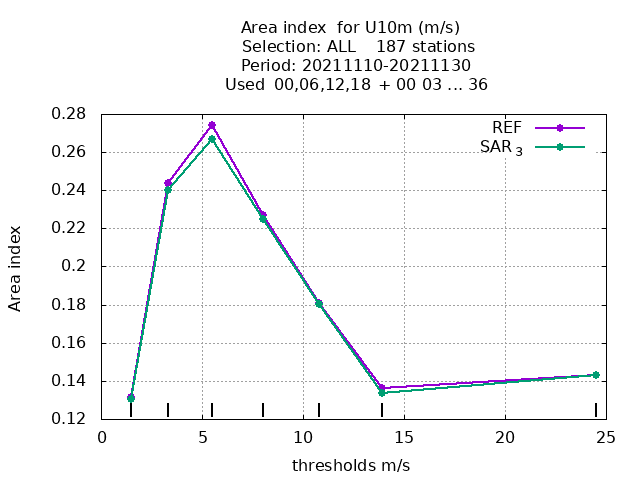 Area index  for U10m (m/s)
Selection: ALL    187 stations
Period: 20211110-20211130
Used  00,06,12,18  + 00 03 ... 36
REF
SAR 3
0.28
0.26
0.24
0.22
0.2
0.18
0.16
0.14
0.12
Area index
0 5 10 15 20 25
thresholds m/s